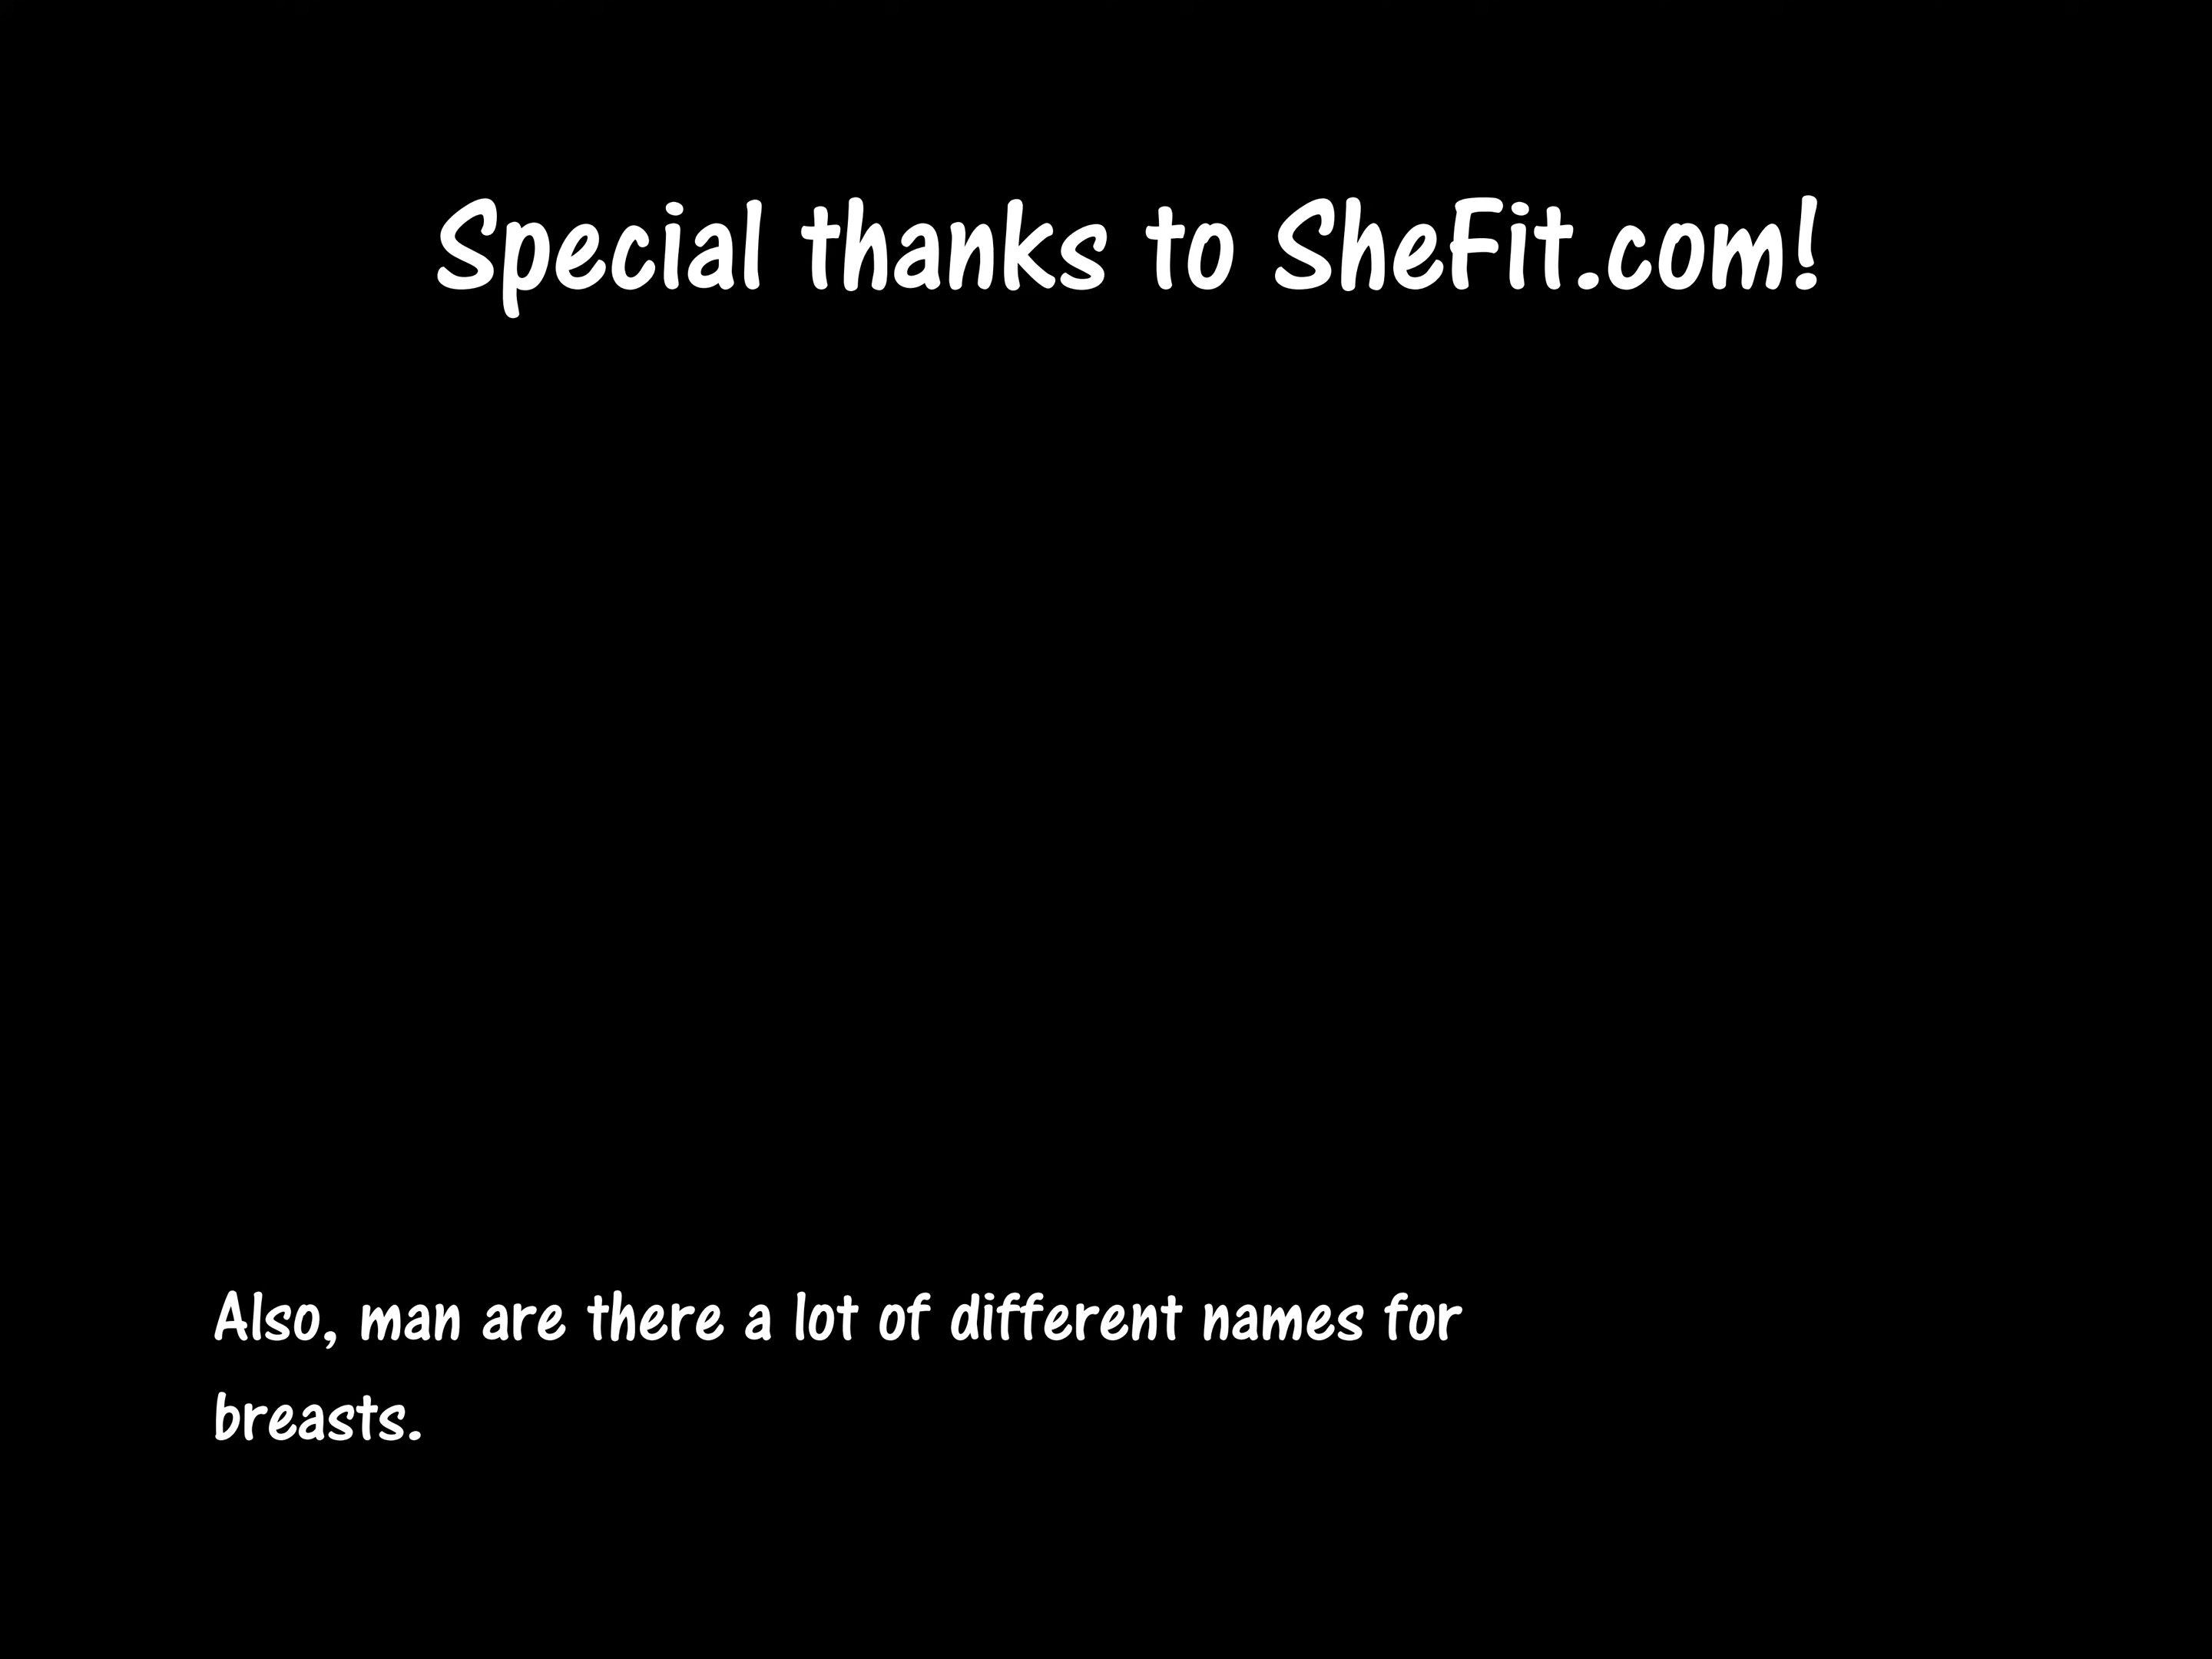 Special thanks to SheFit.com!
Also, man are there a lot of different names for
breasts.